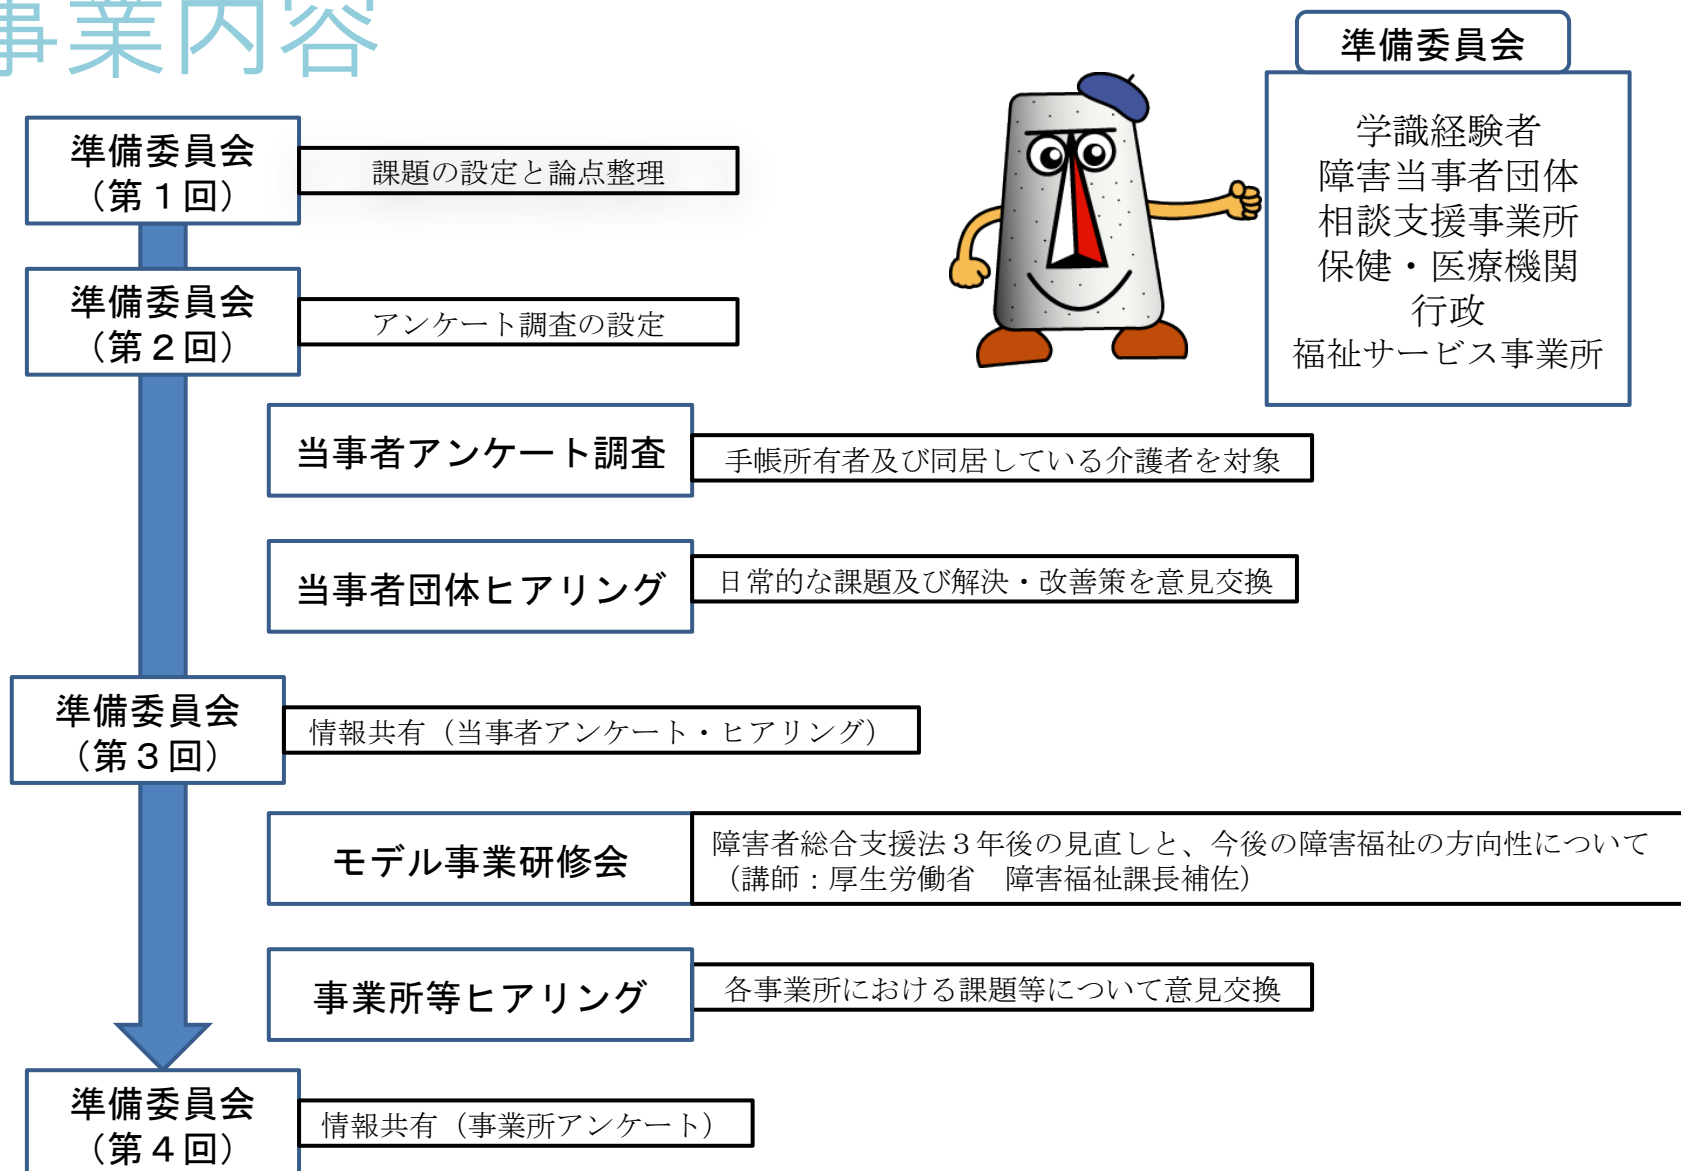 事業内容
準備委員会
学識経験者
障害当事者団体
相談支援事業所
保健・医療機関
行政
福祉サービス事業所
準備委員会
（第１回）
課題の設定と論点整理
準備委員会
（第２回）
アンケート調査の設定
当事者アンケート調査
手帳所有者及び同居している介護者を対象
当事者団体ヒアリング
日常的な課題及び解決・改善策を意見交換
準備委員会
（第３回）
情報共有（当事者アンケート・ヒアリング）
モデル事業研修会
障害者総合支援法３年後の見直しと、今後の障害福祉の方向性について
（講師：厚生労働省　障害福祉課長補佐）
事業所等ヒアリング
各事業所における課題等について意見交換
準備委員会
（第４回）
情報共有（事業所アンケート）